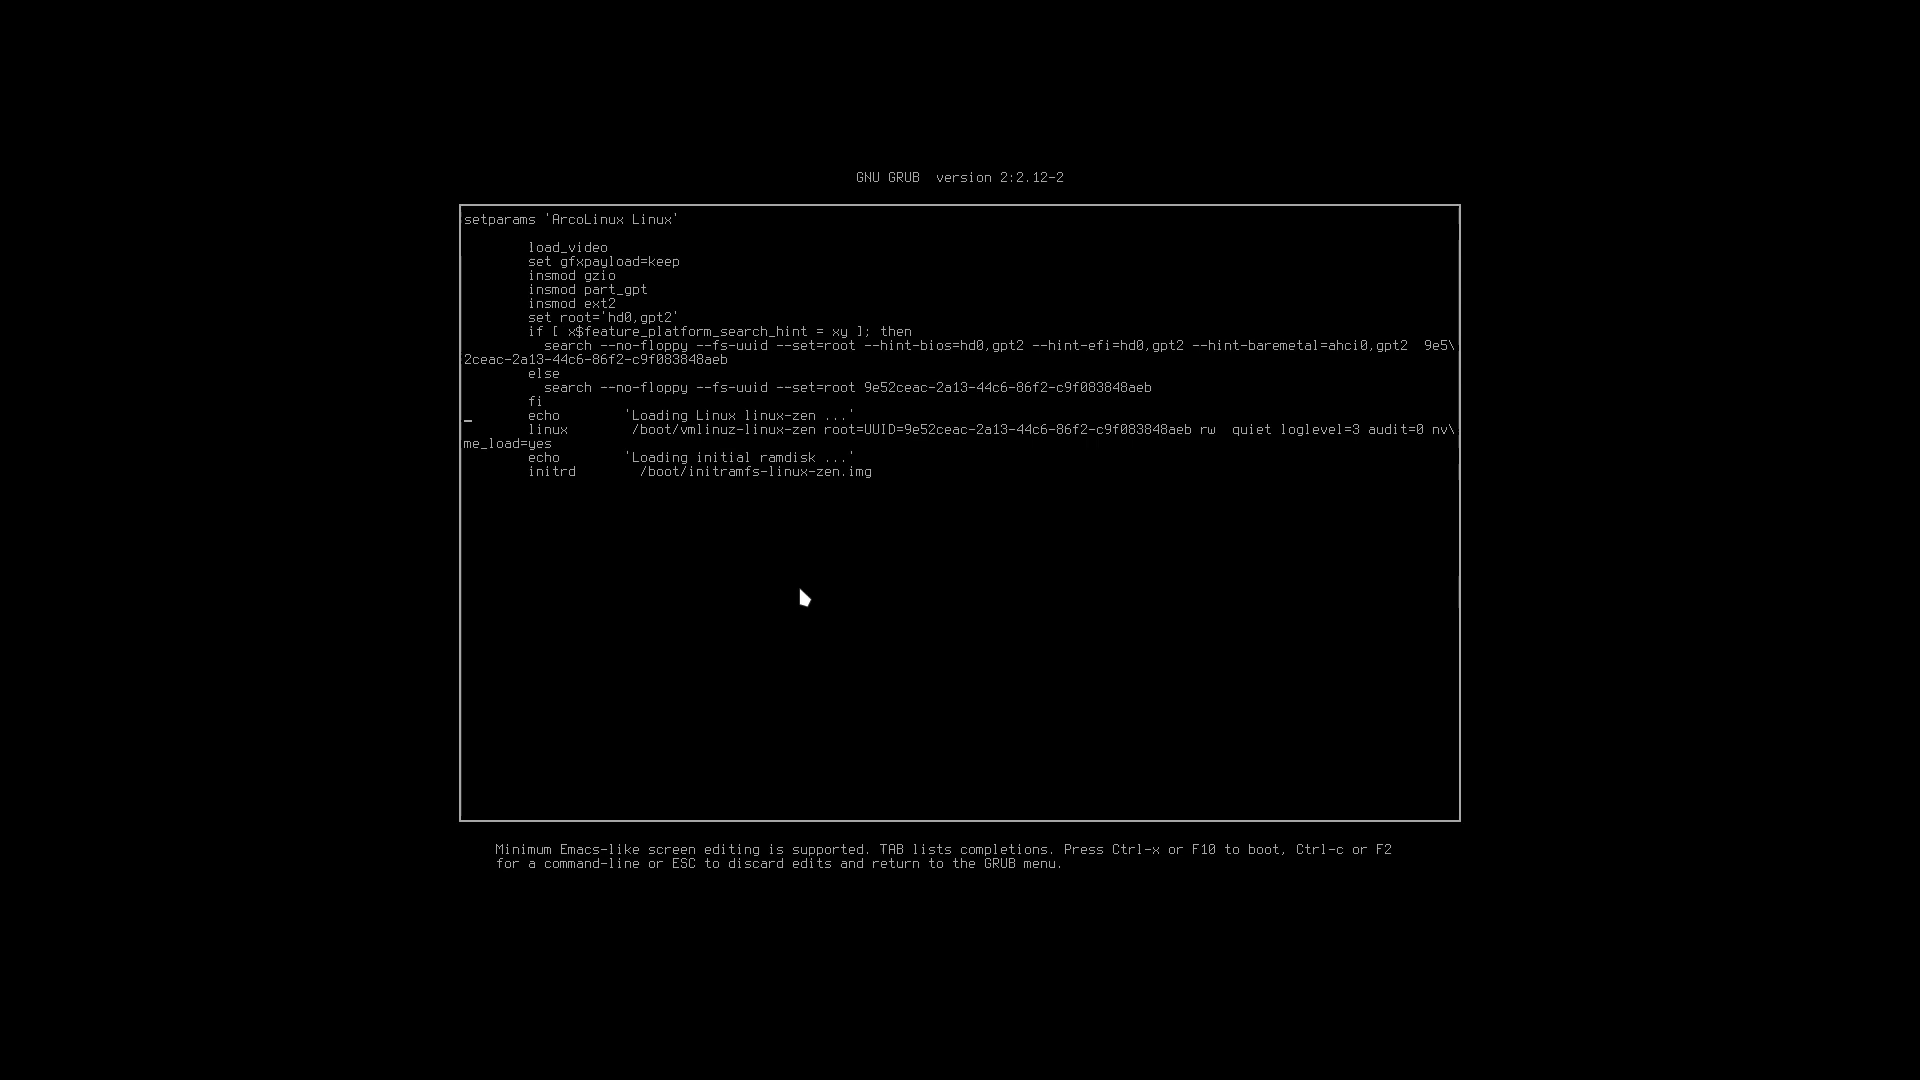 GNU GRUB  version 2:2.12-2
setparams 'ArcoLinux Linux'
load_video
set gfxpayload=keep
insmod gzio
insmod part_gpt
insmod ext2
set root='hd0,gpt2'
if [ x$feature_platform_search_hint = xy ]; then
search --no-floppy --fs-uuid --set=root --hint-bios=hd0,gpt2 --hint-efi=hd0,gpt2 --hint-baremetal=ahci0,gpt2  9e5\
2ceac-2a13-44c6-86f2-c9f083848aeb
else
search --no-floppy --fs-uuid --set=root 9e52ceac-2a13-44c6-86f2-c9f083848aeb
fi
echo	'Loading Linux linux-zen ...'
linux	/boot/vmlinuz-linux-zen root=UUID=9e52ceac-2a13-44c6-86f2-c9f083848aeb rw  quiet loglevel=3 audit=0 nv\
me_load=yes
echo	'Loading initial ramdisk ...'
initrd	/boot/initramfs-linux-zen.img
Minimum Emacs-like screen editing is supported. TAB lists completions. Press Ctrl-x or F10 to boot, Ctrl-c or F2
for a command-line or ESC to discard edits and return to the GRUB menu.